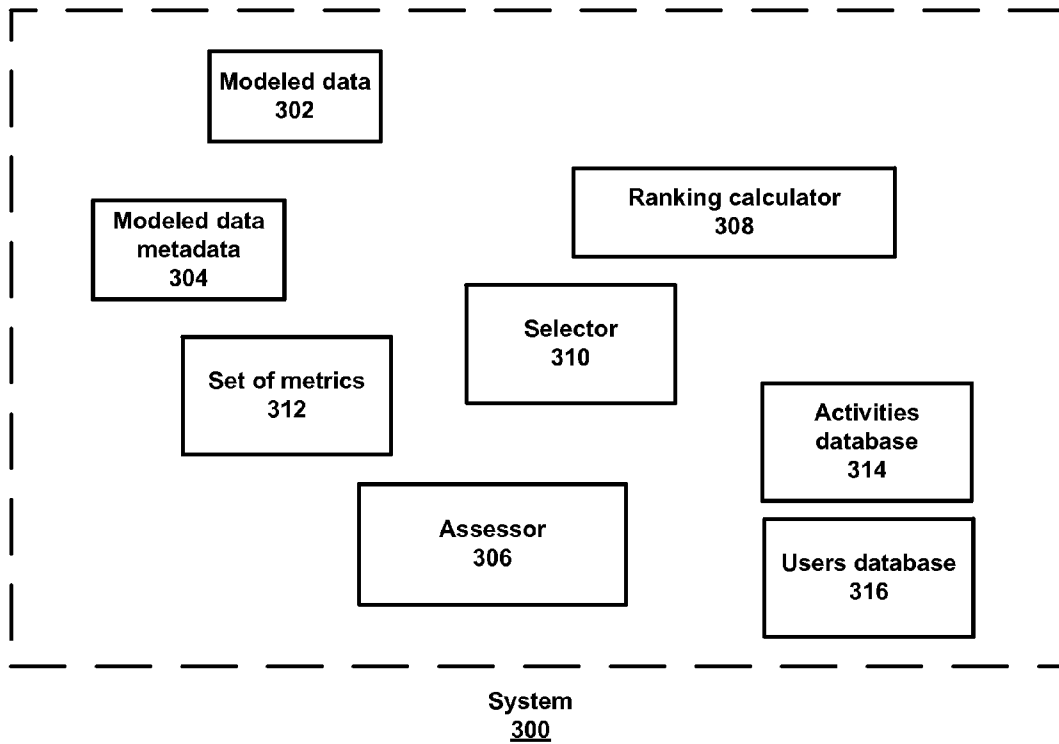 Modeled data
302
Ranking calculator
308
Modeled data
metadata
304
Selector
310
Set of metrics
312
Activities
database
314
Assessor
306
Users database
316
System
300